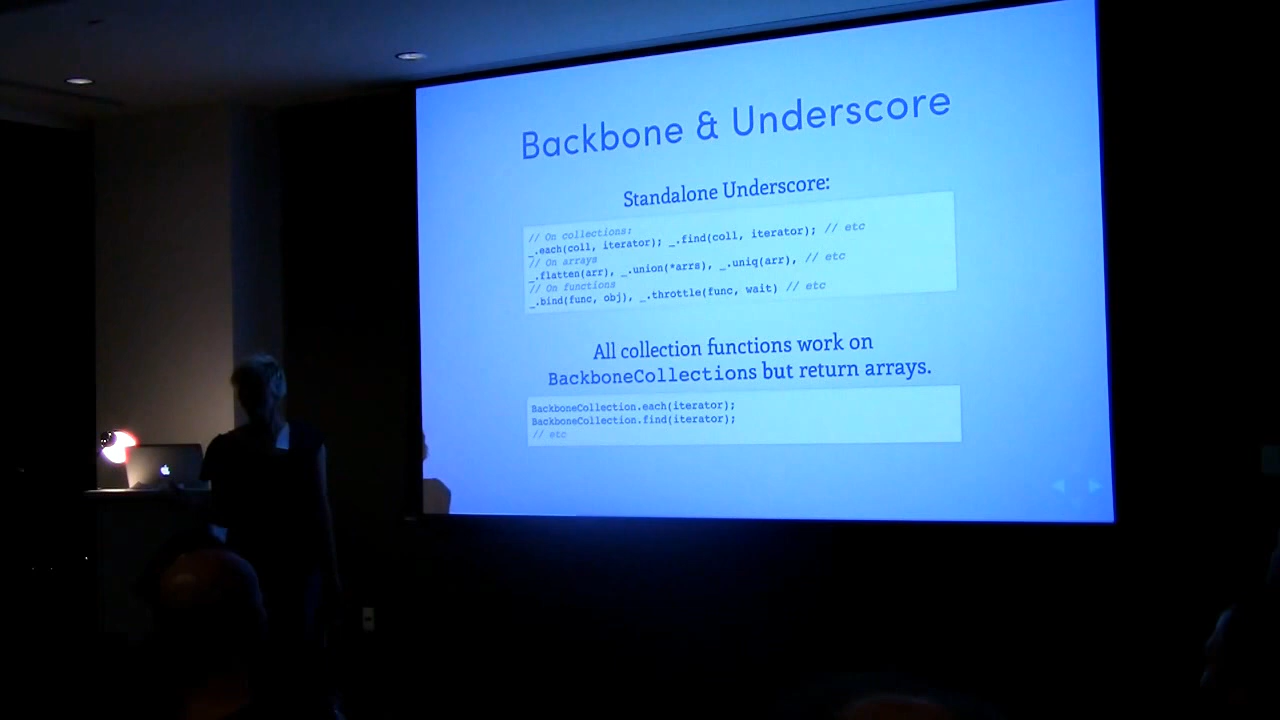 Backbone & Underscore
Standalone Underscore:
// On collections:
_.each(coll, iterator); _.find(coll, iterator); // etc
// On arrays
_.flatten(arr), _.union(*arrs), _.uniq(arr), // etc
// On functions
_.bind(func, obj), _.throttle(func, wait) // etc
All collection functions work on
BackboneCollections but return arrays.
BackboneCollection.each(iterator);
BackboneCollection.find(iterator);
// etc